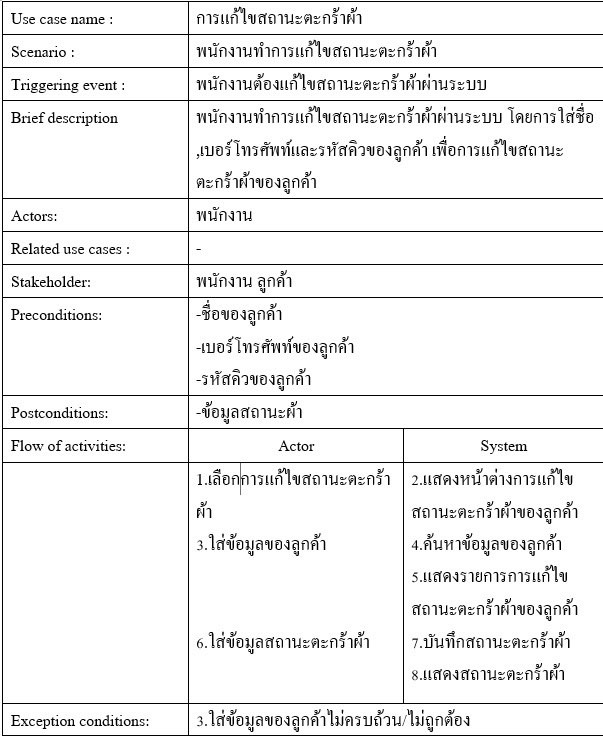 Use case name : การแก้ไขสถานะตะกร้าผ้า
Scenario : พนักงานทำการแก้ไขสถานะตะกร้าผ้า
Triggering event : พนักงานต้องแก้ไขสถานะตะกร้าผ้าผ่านระบบ
Brief description พนักงานทำการแก้ไขสถานะตะกร้าผ้าผ่านระบบ โดยการใส่ชื่อ
,เบอร์โทรศัพท์และรหัสคิวของลูกค้า เพื่อการแก้ไขสถานะ
ตะกร้าผ้าของลูกค้า
Actors: พนักงาน
Related use cases : -
Stakeholder: พนักงาน ลูกค้า
Preconditions: -ชื่อของลูกค้า
-เบอร์โทรศัพท์ของลูกค้า
-รหัสคิวของลูกค้า
Postconditions: -ข้อมูลสถานะผ้า
Flow of activities: Actor System
1.เลือกการแก้ไขสถานะตะกร้า
ผ้า
3.ใส่ข้อมูลของลูกค้า
6.ใส่ข้อมูลสถานะตะกร้าผ้า
2.แสดงหน้าต่างการแก้ไข
สถานะตะกร้าผ้าของลูกค้า
4.ค้นหาข้อมูลของลูกค้า
5.แสดงรายการการแก้ไข
สถานะตะกร้าผ้าของลูกค้า
7.บันทึกสถานะตะกร้าผ้า
8.แสดงสถานะตะกร้าผ้า
Exception conditions: 3.ใส่ข้อมูลของลูกค้าไม่ครบถ้วน/ไม่ถูกต้อง